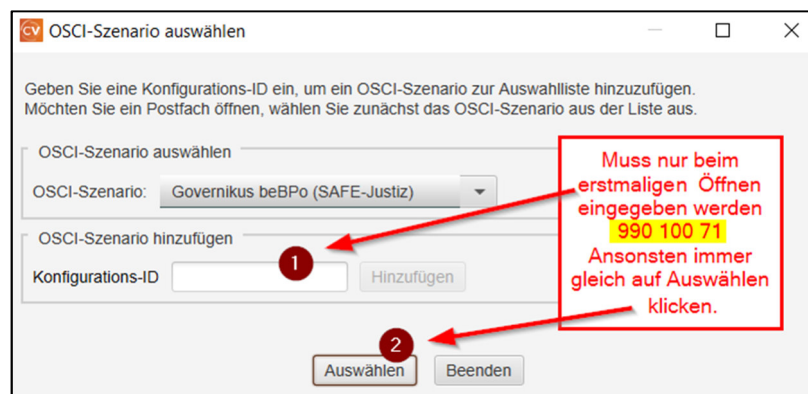 CV OSCI-Szenario auswählen
Geben Sie eine Konfigurations-ID ein, um ein OSCI-Szenario zur Auswahlliste hinzuzufügen.
Möchten Sie ein Postfach öffnen, wählen Sie zunächst das OSCI-Szenario aus der Liste aus.
OSCI-Szenario auswählen
OSCI-Szenario: Governikus beBPo (SAFE-Justiz)
OSCI-Szenario hinzufügen
Konfigurations-ID 1 Hinzufügen
2
Auswählen Beenden
Muss nur beim
erstmaligen Öffnen
eingegeben werden
990 100 71
Ansonsten immer
gleich auf Auswählen
klicken.